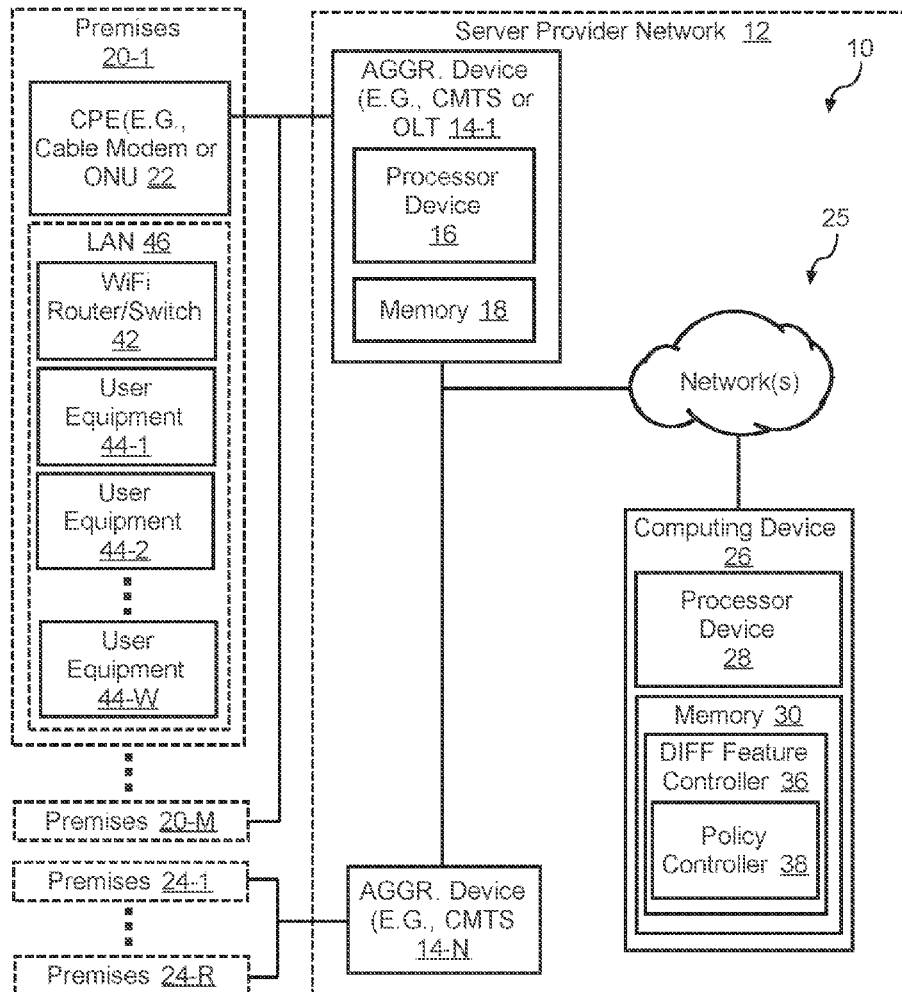 Premises
20-1
CPE(E.G.,
Cable Modem or
ONU 22
LAN 46
WiFi
Router/Switch
42
User
Equipment
44-1
User
Equipment
44-2
User
Equipment
44-W
Premises 20-M
Premises 24-1
Premises 24-R
Server Provider Network 12
AGGR. Device
(E.G., CMTS or
OLT 14-1
Processor
Device
16
Memory 18
AGGR. Device
(E.G., CMTS
14-N
10
25
Network(s)
Computing Device
26
Processor
Device
28
Memory 30
DIFF Feature
Controller 36
Policy
Controller 38